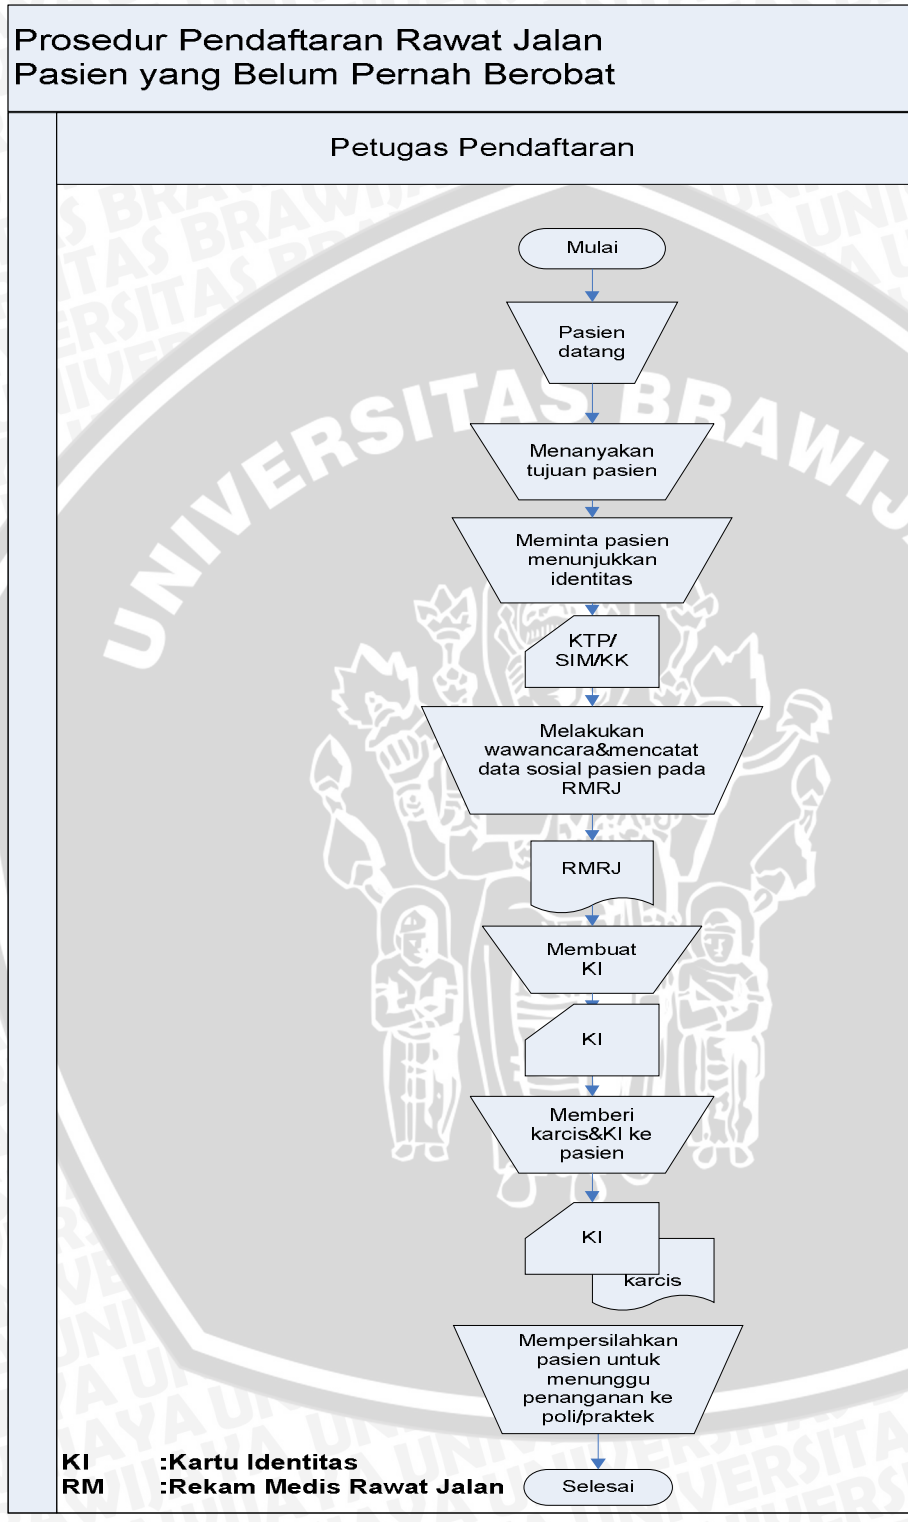 Prosedur Pendaftaran Rawat Jalan
Pasien yang Belum Pernah Berobat
Petugas Pendaftaran
Mulai
Pasien
datang
UNIVERSITAS BRAWIJA
Menanyakan
tujuan pasien
Meminta pasien
menunjukkan
identitas
KTP/
SIM/KK
Melakukan
wawancara&mencatat
data sosial pasien pada
RMRJ
RMRJ
Membuat
KI
KI
Memberi
karcis&KI ke
pasien
KI
karcis
Mempersilahkan
pasien untuk
menunggu
penanganan ke
poli/praktek
KI :Kartu Identitas
RM :Rekam Medis Rawat Jalan
Selesai